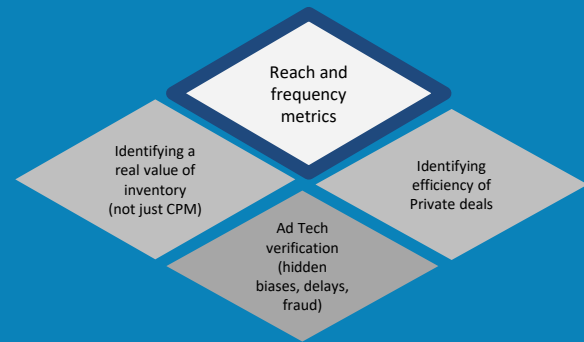 Reach and
frequency
metrics
Identifying a
real value of
inventory
(not just CPM)
Identifying
efficiency of
Private deals
Ad Tech
verification
(hidden
biases, delays,
fraud)